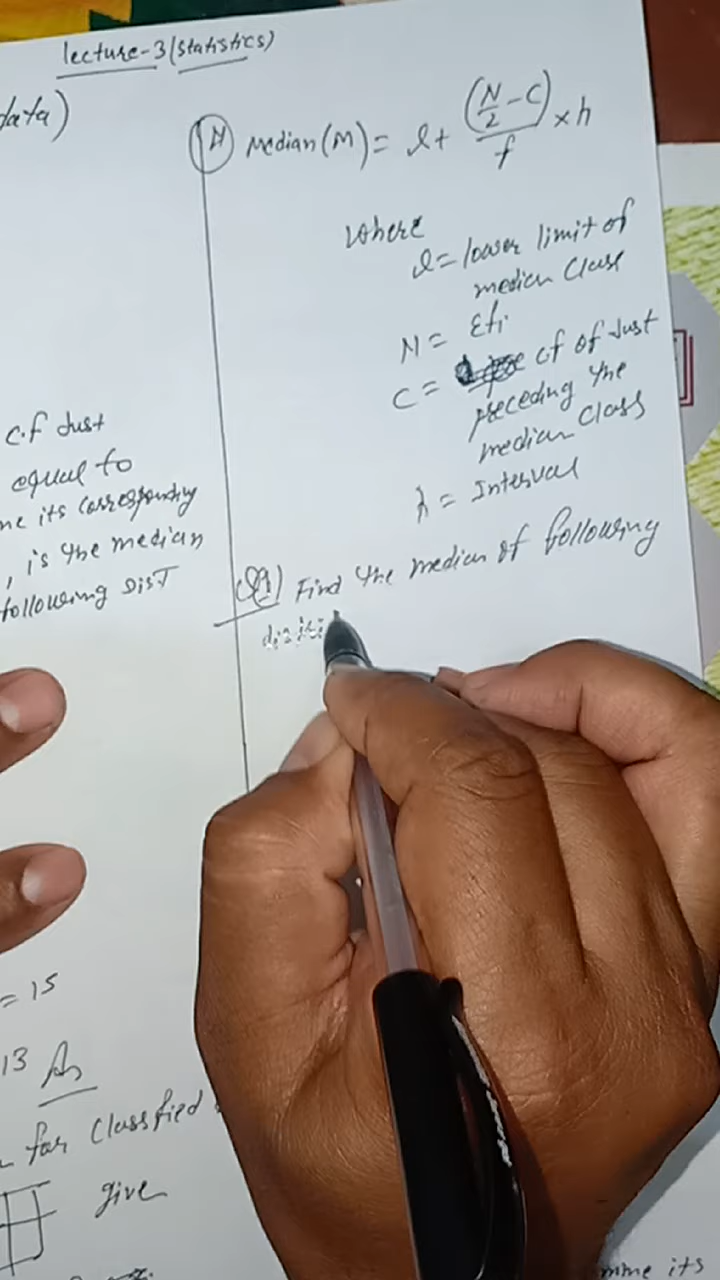 lecture-3 (Statistics)
data)
Median (M) = l + (N/2 - C)/f × h
where
l = lower limit of
median Class
N = Σfi
C = cf of Just
preceding the
median Class
h = Interval
C.f Just
equal to
its corresponding
, is the median
following DisT
Q1) Find the median of following
= 15
13 Ans
for Classfied
give
its